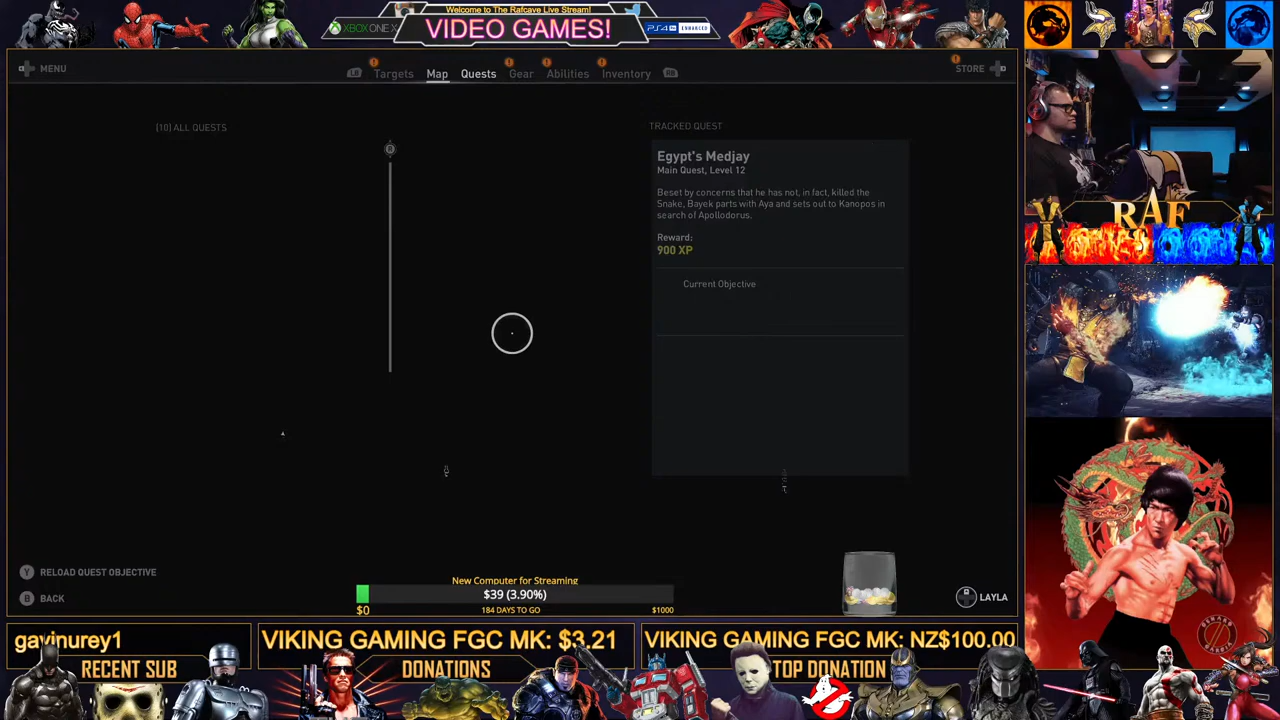 Welcome to The Rafcave Live Stream!
XBOX ONE X
VIDEO GAMES!
PS4 Pro ENHANCED
MENU
LB
Targets
Map
Quests
Gear
Abilities
Inventory
RB
STORE
[10] ALL QUESTS
R
TRACKED QUEST
Egypt's Medjay
Main Quest, Level 12
Beset by concerns that he has not, in fact, killed the
Snake, Bayek parts with Aya and sets out to Kanopos in
search of Apollodorus.
Reward:
900 XP
Current Objective
RAF
Y RELOAD QUEST OBJECTIVE
B BACK
New Computer for Streaming
$39 (3.90%)
$0
184 DAYS TO GO
$1000
LAYLA
gavinurey1
RECENT SUB
VIKING GAMING FGC MK: $3.21
DONATIONS
VIKING GAMING FGC MK: NZ$100.00
TOP DONATION